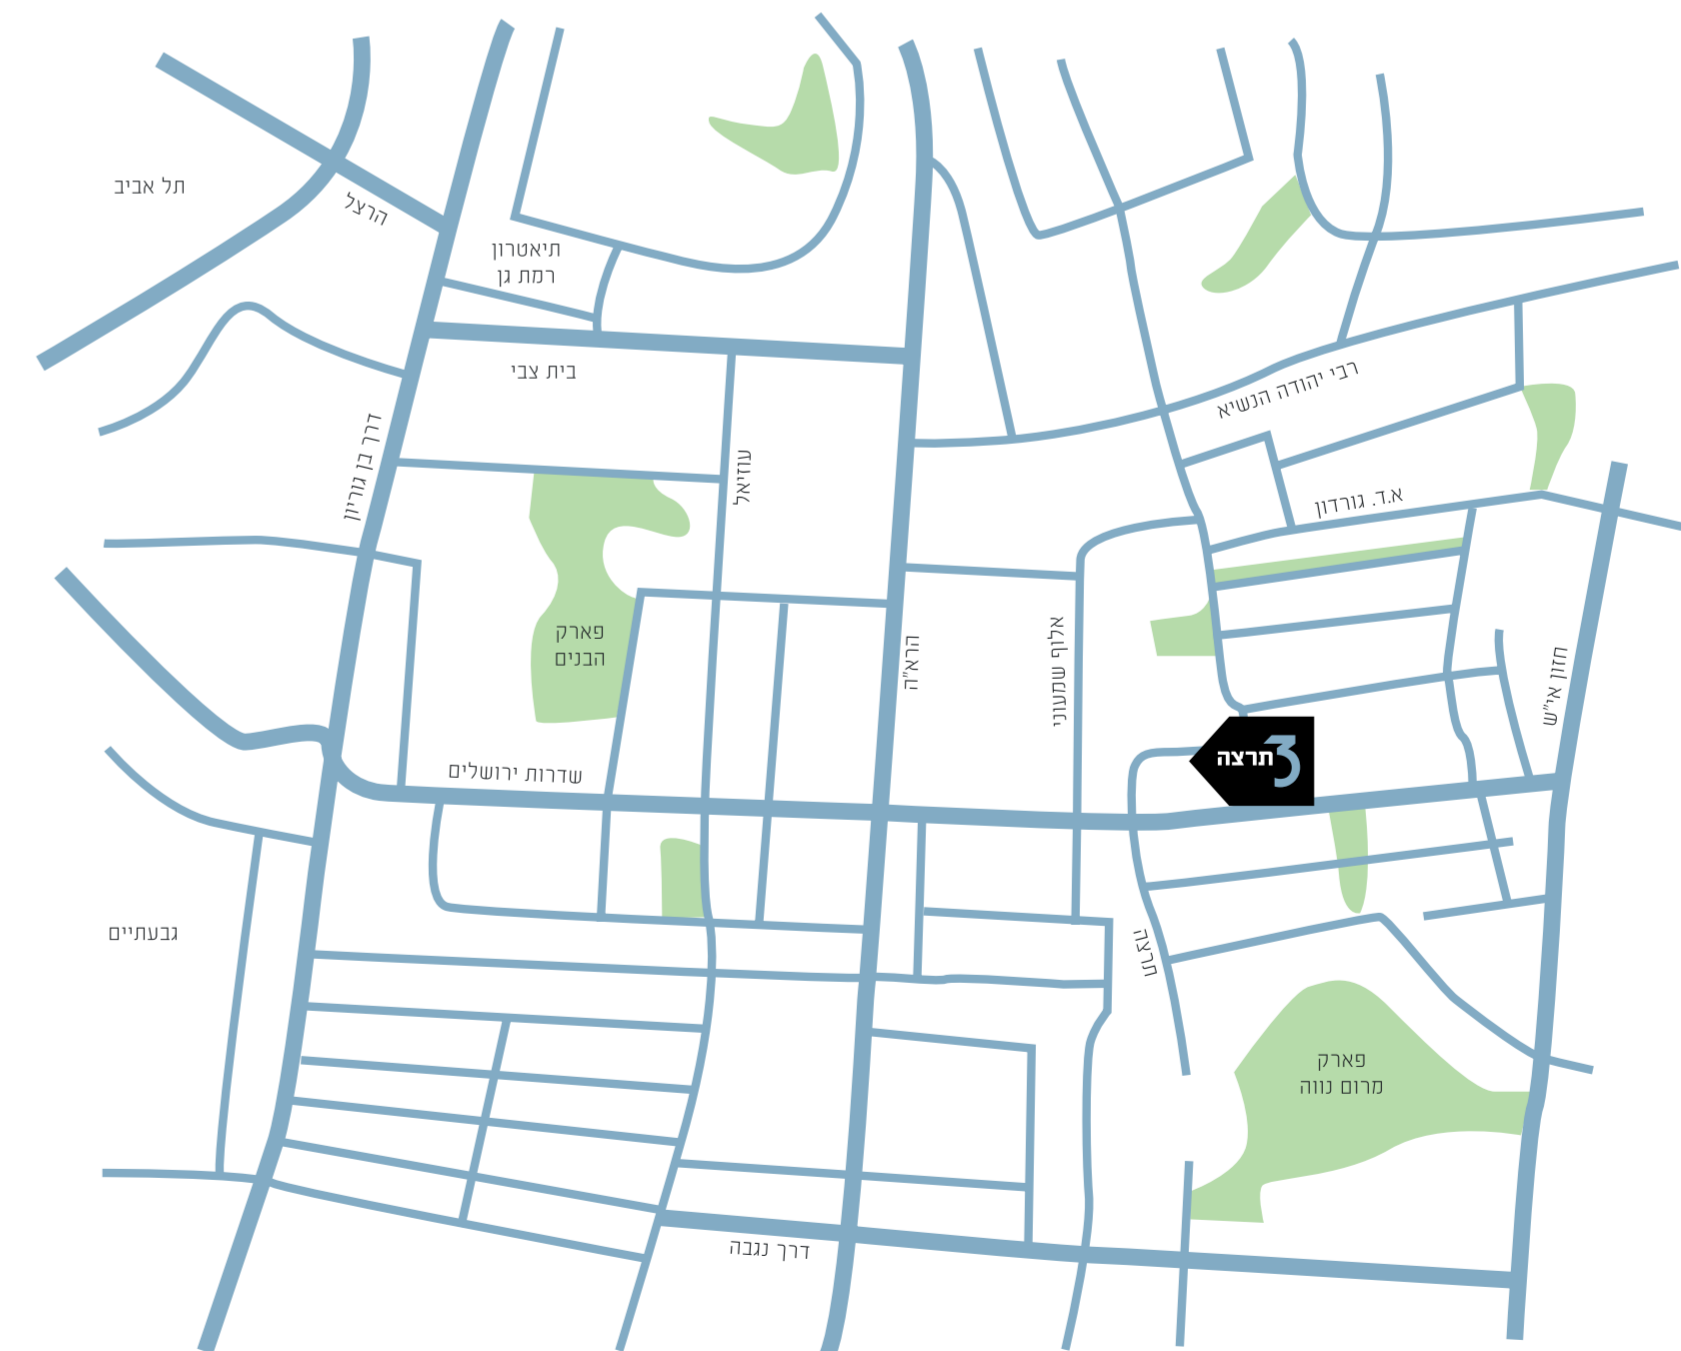 תל אביב
הרצל
תיאטרון
רמת גן
בית צבי
דרך בן גוריון
עוזיאל
רבי יהודה הנשיא
א.ד. גורדון
פארק
הבנים
הרא"ה
אלוף שמעוני
חזון אי"ש
תרצה 3
שדרות ירושלים
גבעתיים
תרצה
פארק
מרום נווה
דרך נגבה